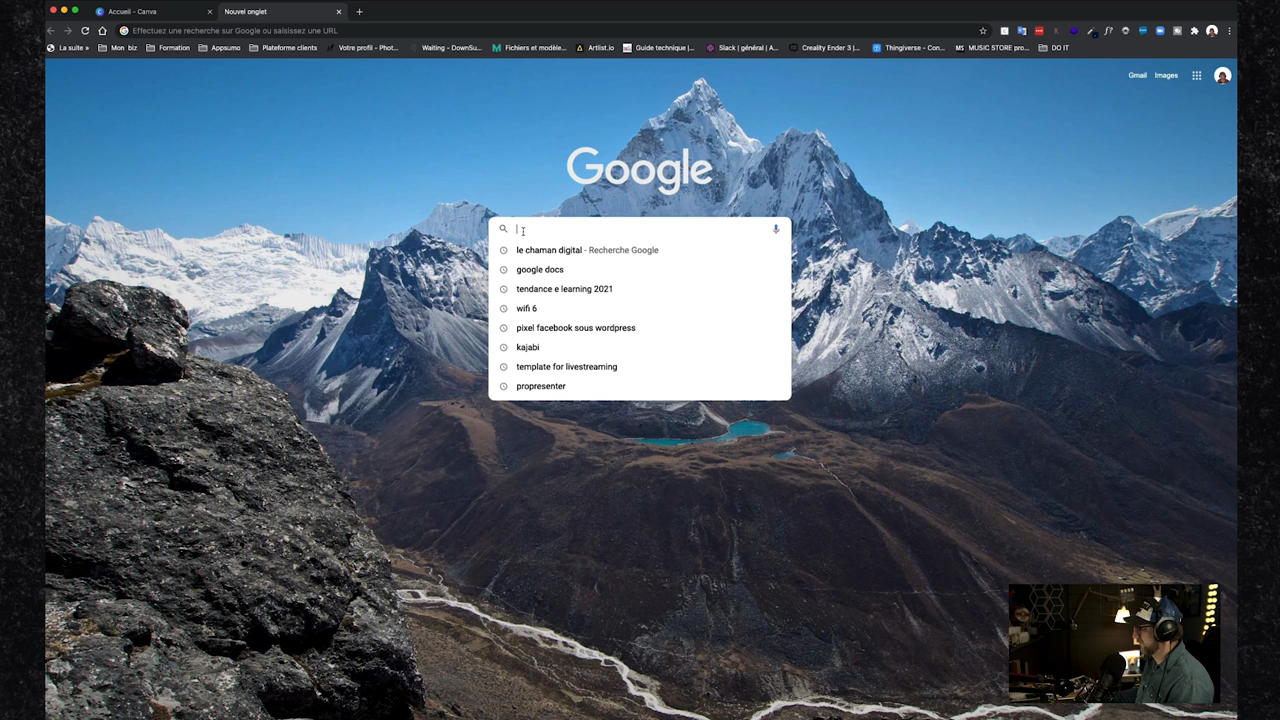 Accueil - Canva
Nouvel onglet
Effectuez une recherche sur Google ou saisissez une URL
La suite »
Mon biz
Formation
Appsumo
Plateforme clients
Votre profil – Phot...
Waiting - DownSu...
Fichiers et modèle...
Artlist.io
Guide technique |...
Slack | général | A...
Creality Ender 3 |...
Thingiverse - Con...
MS MUSIC STORE pro...
DO IT
Gmail
Images
Google
le chaman digital - Recherche Google
google docs
tendance e learning 2021
wifi 6
pixel facebook sous wordpress
kajabi
template for livestreaming
propresenter